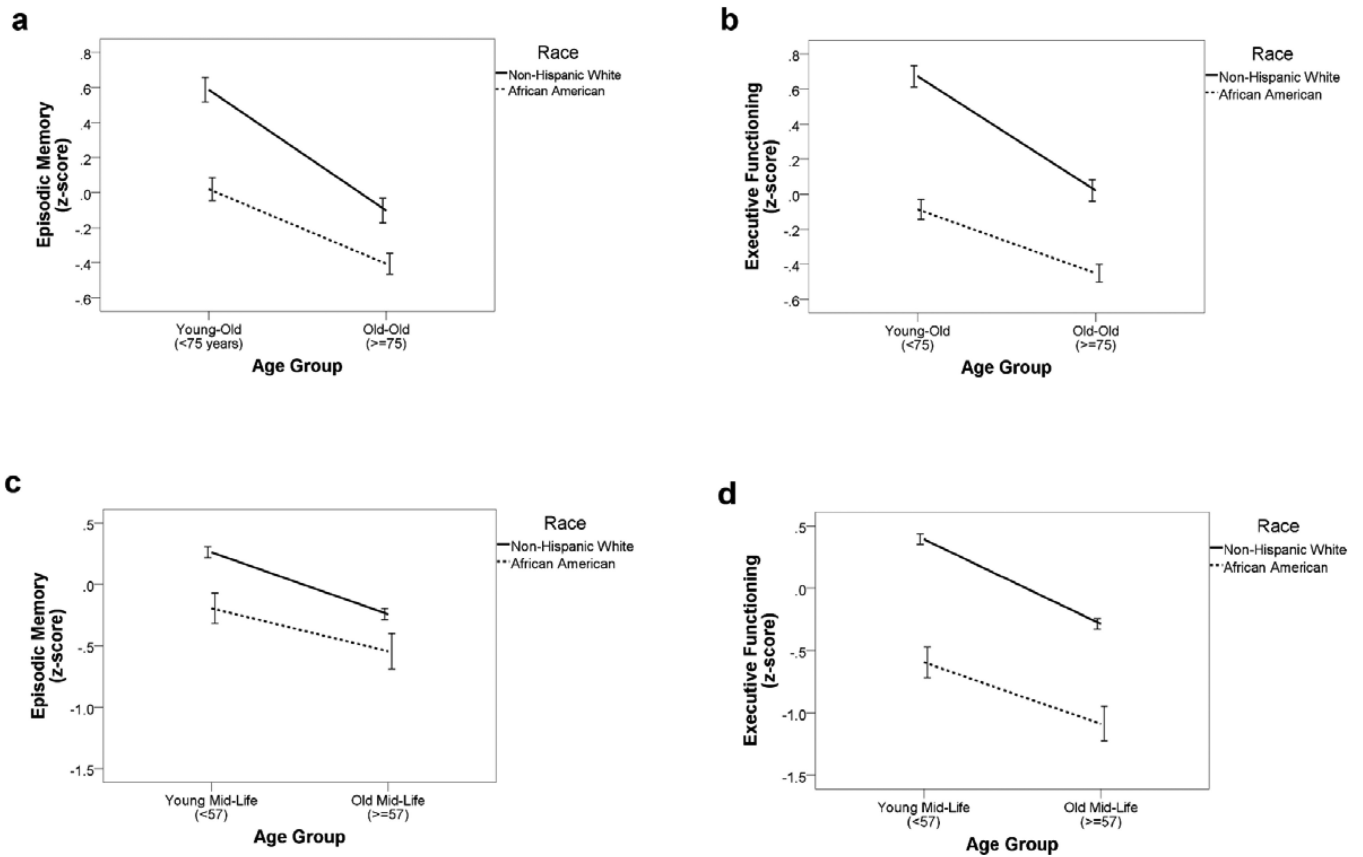 a
Race
Non-Hispanic White
African American
.8
.6
.4
.2
.0
-.2
-.4
-.6
Episodic Memory
(z-score)
Young-Old
(<75 years)
Old-Old
(>=75)
Age Group
b
Race
Non-Hispanic White
African American
.8
.6
.4
.2
.0
-.2
-.4
-.6
Executive Functioning
(z-score)
Young-Old
(<75)
Old-Old
(>=75)
Age Group
c
Race
Non-Hispanic White
African American
.5
.0
-.5
-1.0
-1.5
Episodic Memory
(z-score)
Young Mid-Life
(<57)
Old Mid-Life
(>=57)
Age Group
d
Race
Non-Hispanic White
African American
.5
.0
-.5
-1.0
-1.5
Executive Functioning
(z-score)
Young Mid-Life
(<57)
Old Mid-Life
(>=57)
Age Group